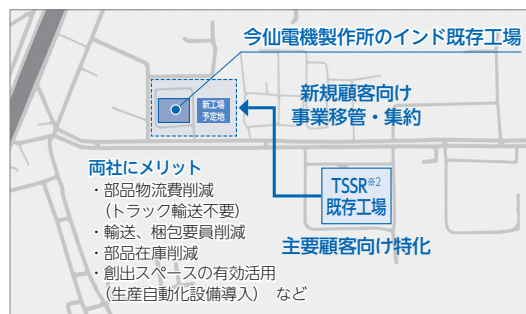 今仙電機製作所のインド既存工場
新工場
予定地
新規顧客向け
事業移管・集約
両社にメリット
・部品物流費削減
（トラック輸送不要）
・輸送、梱包要員削減
・部品在庫削減
・創出スペースの有効活用
（生産自動化設備導入） など
TSSR※2
既存工場
主要顧客向け特化